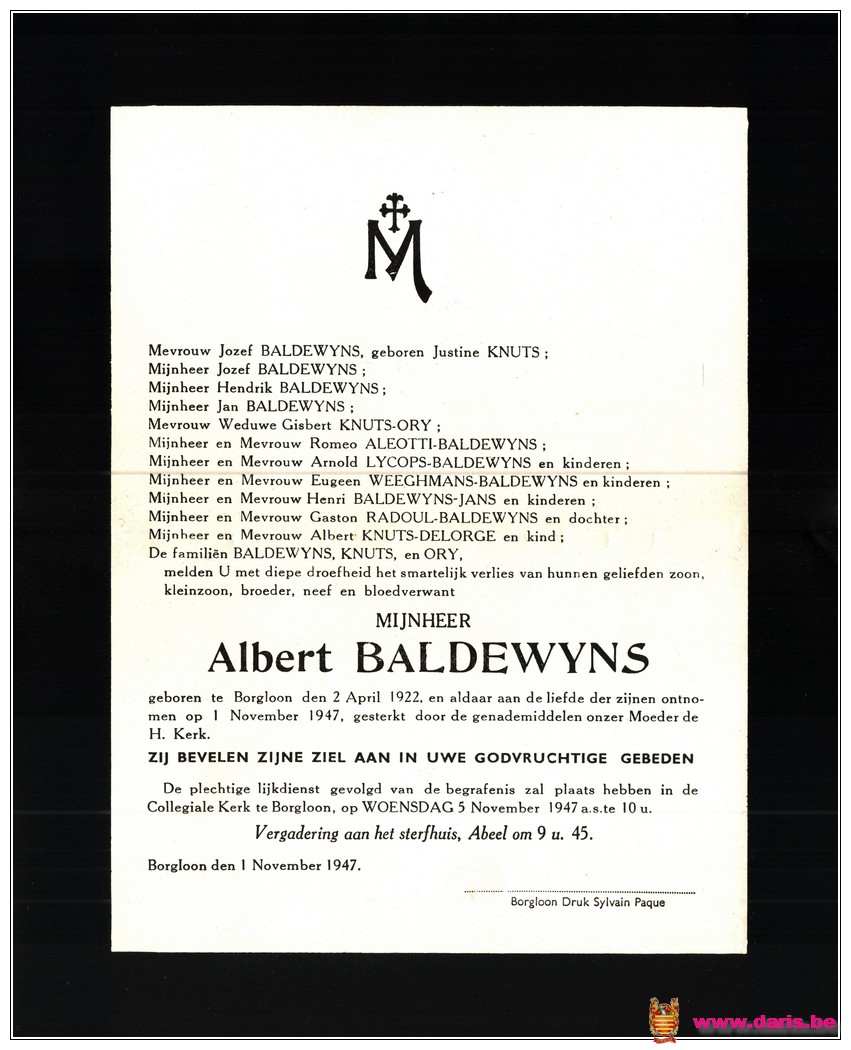 M
Mevrouw Jozef BALDEWYNS, geboren Justine KNUTS ;
Mijnheer Jozef BALDEWYNS ;
Mijnheer Hendrik BALDEWYNS ;
Mijnheer Jan BALDEWYNS ;
Mevrouw Weduwe Gisbert KNUTS-ORY ;
Mijnheer en Mevrouw Romeo ALEOTTI-BALDEWYNS ;
Mijnheer en Mevrouw Arnold LYCOPS-BALDEWYNS en kinderen ;
Mijnheer en Mevrouw Eugeen WEEGHMANS-BALDEWYNS en kinderen ;
Mijnheer en Mevrouw Henri BALDEWYNS-JANS en kinderen ;
Mijnheer en Mevrouw Gaston RADOUL-BALDEWYNS en dochter ;
Mijnheer en Mevrouw Albert KNUTS-DELORGE en kind ;
De familiën BALDEWYNS, KNUTS, en ORY,
melden U met diepe droefheid het smartelijk verlies van hunnen geliefden zoon,
kleinzoon, broeder, neef en bloedverwant
MIJNHEER
Albert BALDEWYNS
geboren te Borgloon den 2 April 1922, en aldaar aan de liefde der zijnen ontno-
men op 1 November 1947, gesterkt door de genademiddelen onzer Moeder de
H. Kerk.
ZIJ BEVELEN ZIJNE ZIEL AAN IN UWE GODVRUCHTIGE GEBEDEN
De plechtige lijkdienst gevolgd van de begrafenis zal plaats hebben in de
Collegiale Kerk te Borgloon, op WOENSDAG 5 November 1947 a.s. te 10 u.
Vergadering aan het sterfhuis, Abeel om 9 u. 45.
Borgloon den 1 November 1947.
Borgloon Druk Sylvain Paque
www.daris.be